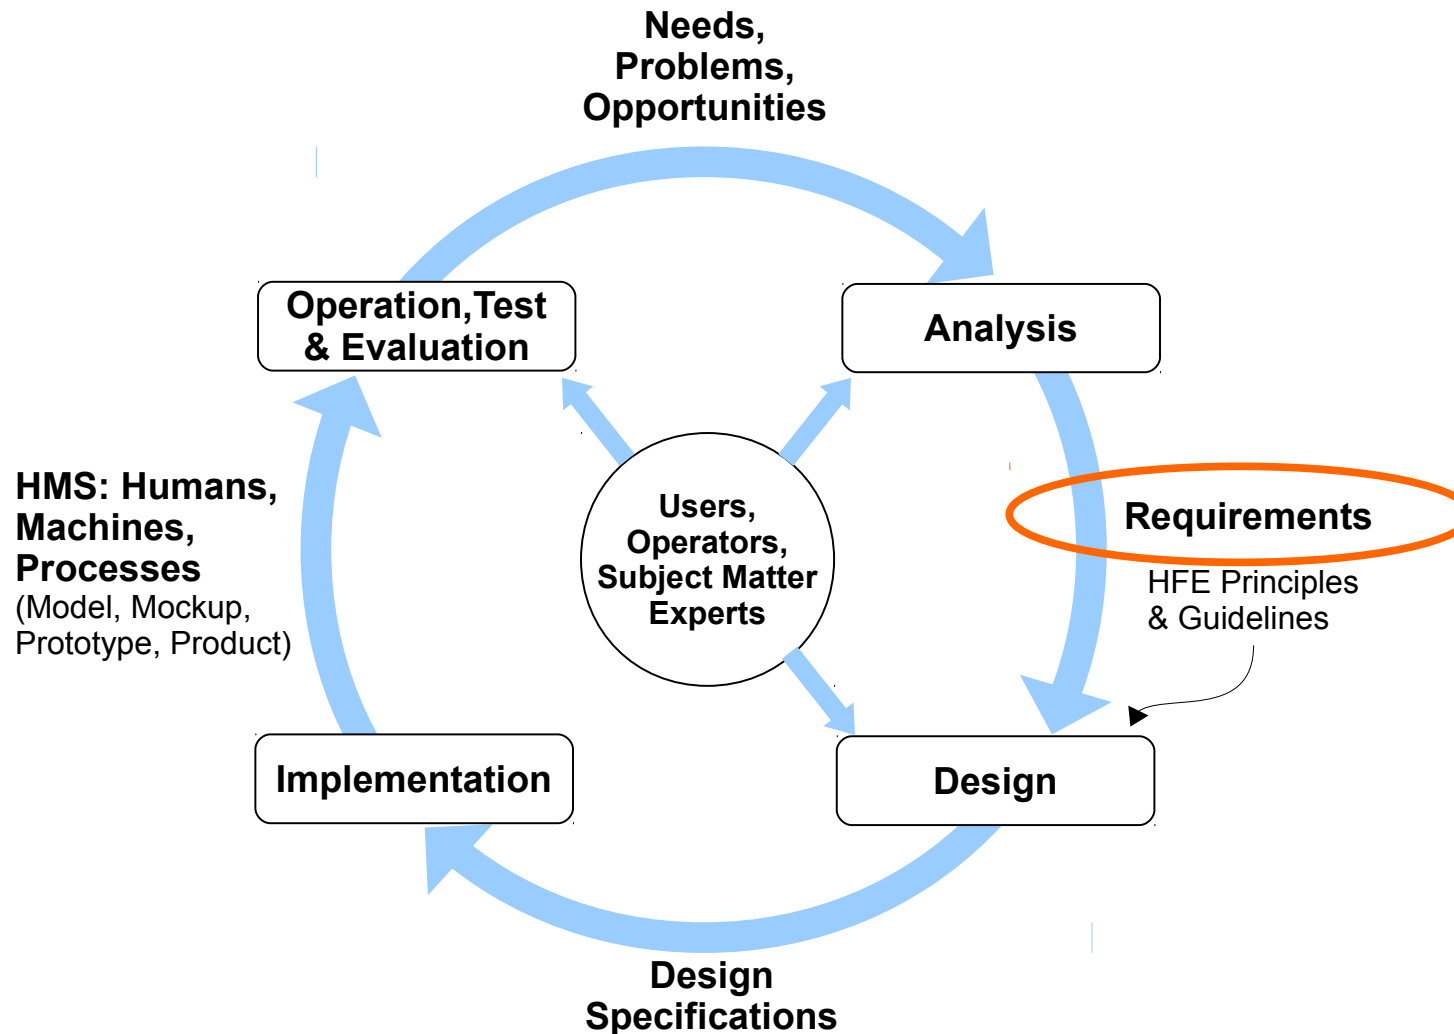 Needs,
Problems,
Opportunities
Operation,Test
& Evaluation
Analysis
HMS: Humans,
Machines,
Processes
(Model, Mockup,
Prototype, Product)
Users,
Operators,
Subject Matter
Experts
Requirements
HFE Principles
& Guidelines
Implementation
Design
Design
Specifications